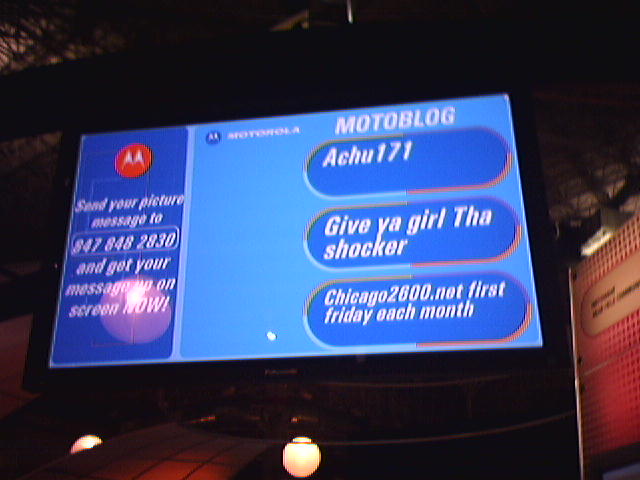 MOTOROLA
MOTOBLOG
Send your picture
message to
847 848 2830
and get your
message up on
screen NOW!
Achu171
Give ya girl Tha
shocker
Chicago2600.net first
friday each month